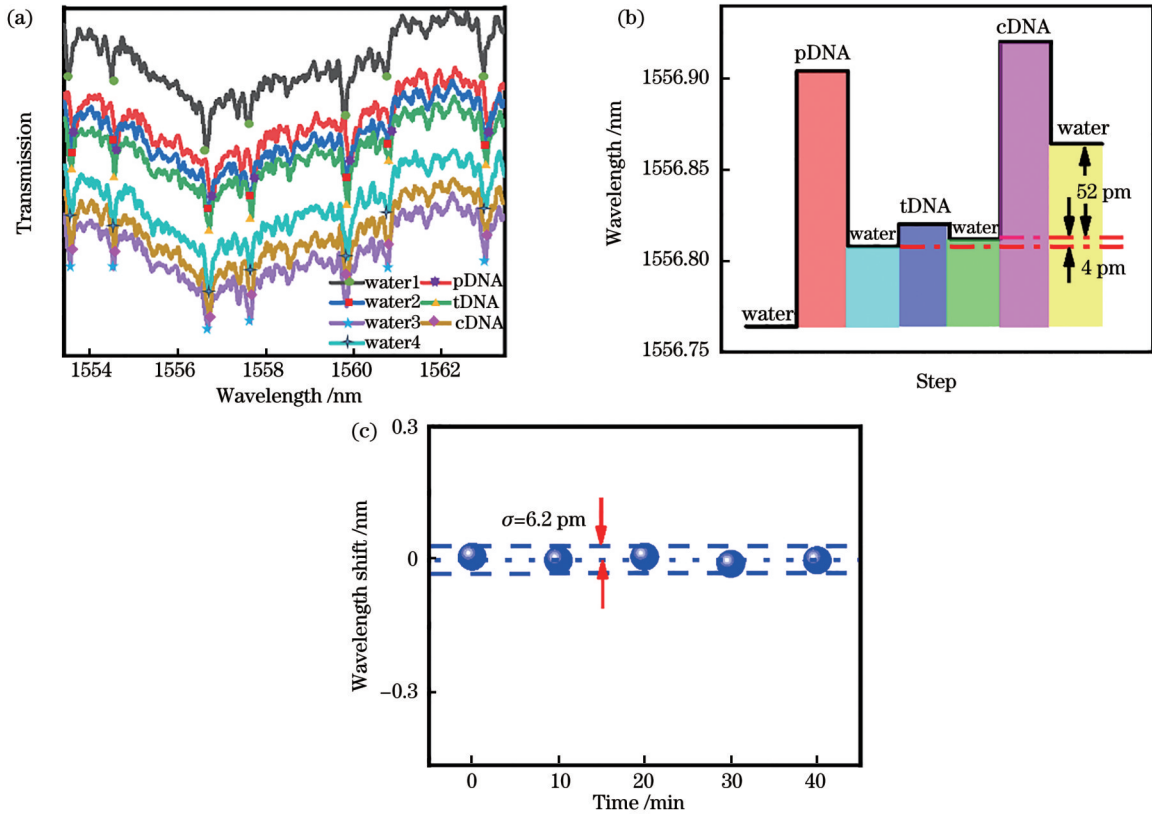 (a)
Transmission
water1 pDNA
water2 tDNA
water3 cDNA
water4
1554 1556 1558 1560 1562
Wavelength /nm
(b)
Wavelength /nm
1556.90
1556.85
1556.80
1556.75
water
pDNA
water
tDNA
water
cDNA
water
52 pm
4 pm
Step
(c)
Wavelength shift /nm
0.3
0
−0.3
σ=6.2 pm
0 10 20 30 40
Time /min